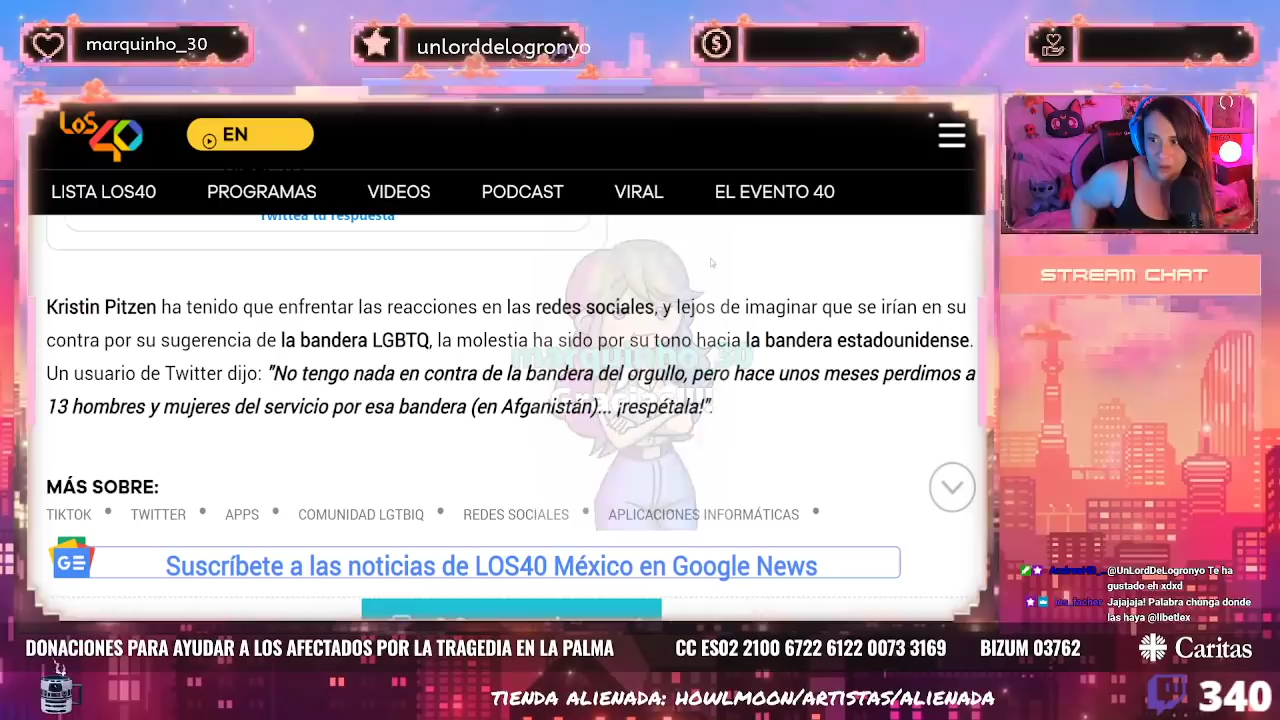 marquinho_30
unlorddelogronyo
LOS 40
EN
LISTA LOS40
PROGRAMAS
VIDEOS
PODCAST
VIRAL
EL EVENTO 40
Twittea tu respuesta
STREAM CHAT
Kristin Pitzen ha tenido que enfrentar las reacciones en las redes sociales, y lejos de imaginar que se irían en su
contra por su sugerencia de la bandera LGBTQ, la molestia ha sido por su tono hacia la bandera estadounidense.
Un usuario de Twitter dijo: "No tengo nada en contra de la bandera del orgullo, pero hace unos meses perdimos a
13 hombres y mujeres del servicio por esa bandera (en Afganistán)... ¡respétala!".
marquinho_30
MÁS SOBRE:
TIKTOK • TWITTER • APPS • COMUNIDAD LGTBIQ • REDES SOCIALES • APLICACIONES INFORMÁTICAS •
GE Suscríbete a las noticias de LOS40 México en Google News
@UnLordDeLogronyo Te ha
gustado eh xdxd
Jajajaja! Palabra chunga donde
las haya @ilbetlex
DONACIONES PARA AYUDAR A LOS AFECTADOS POR LA TRAGEDIA EN LA PALMA
CC ES02 2100 6722 6122 0073 3169
BIZUM 03762
Caritas
TIENDA ALIENADA: HOWLMOON/ARTISTAS/ALIENADA
340